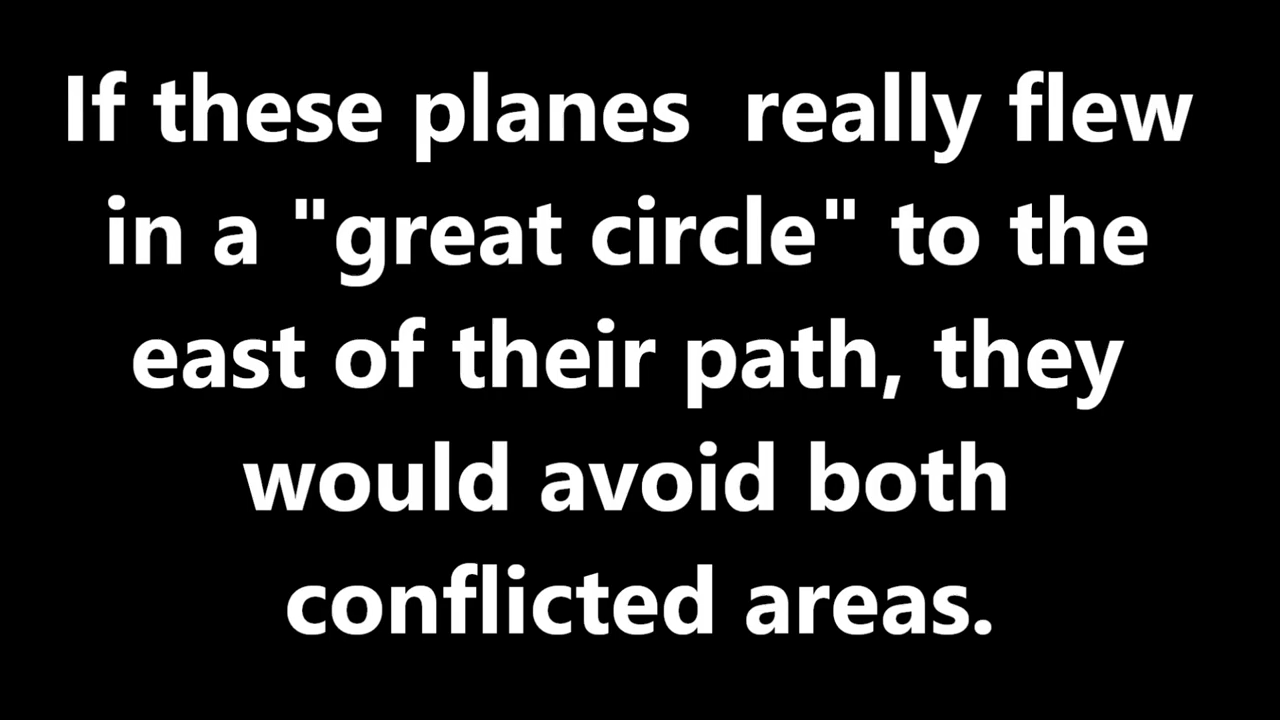 If these planes  really flew
in a "great circle" to the
east of their path, they
would avoid both
conflicted areas.